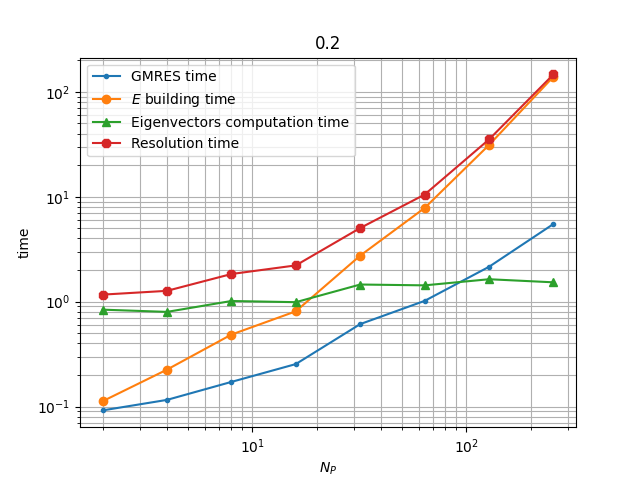 0.2
GMRES time
E building time
Eigenvectors computation time
Resolution time
time
10²
10¹
10⁰
10⁻¹
10¹
10²
N_P